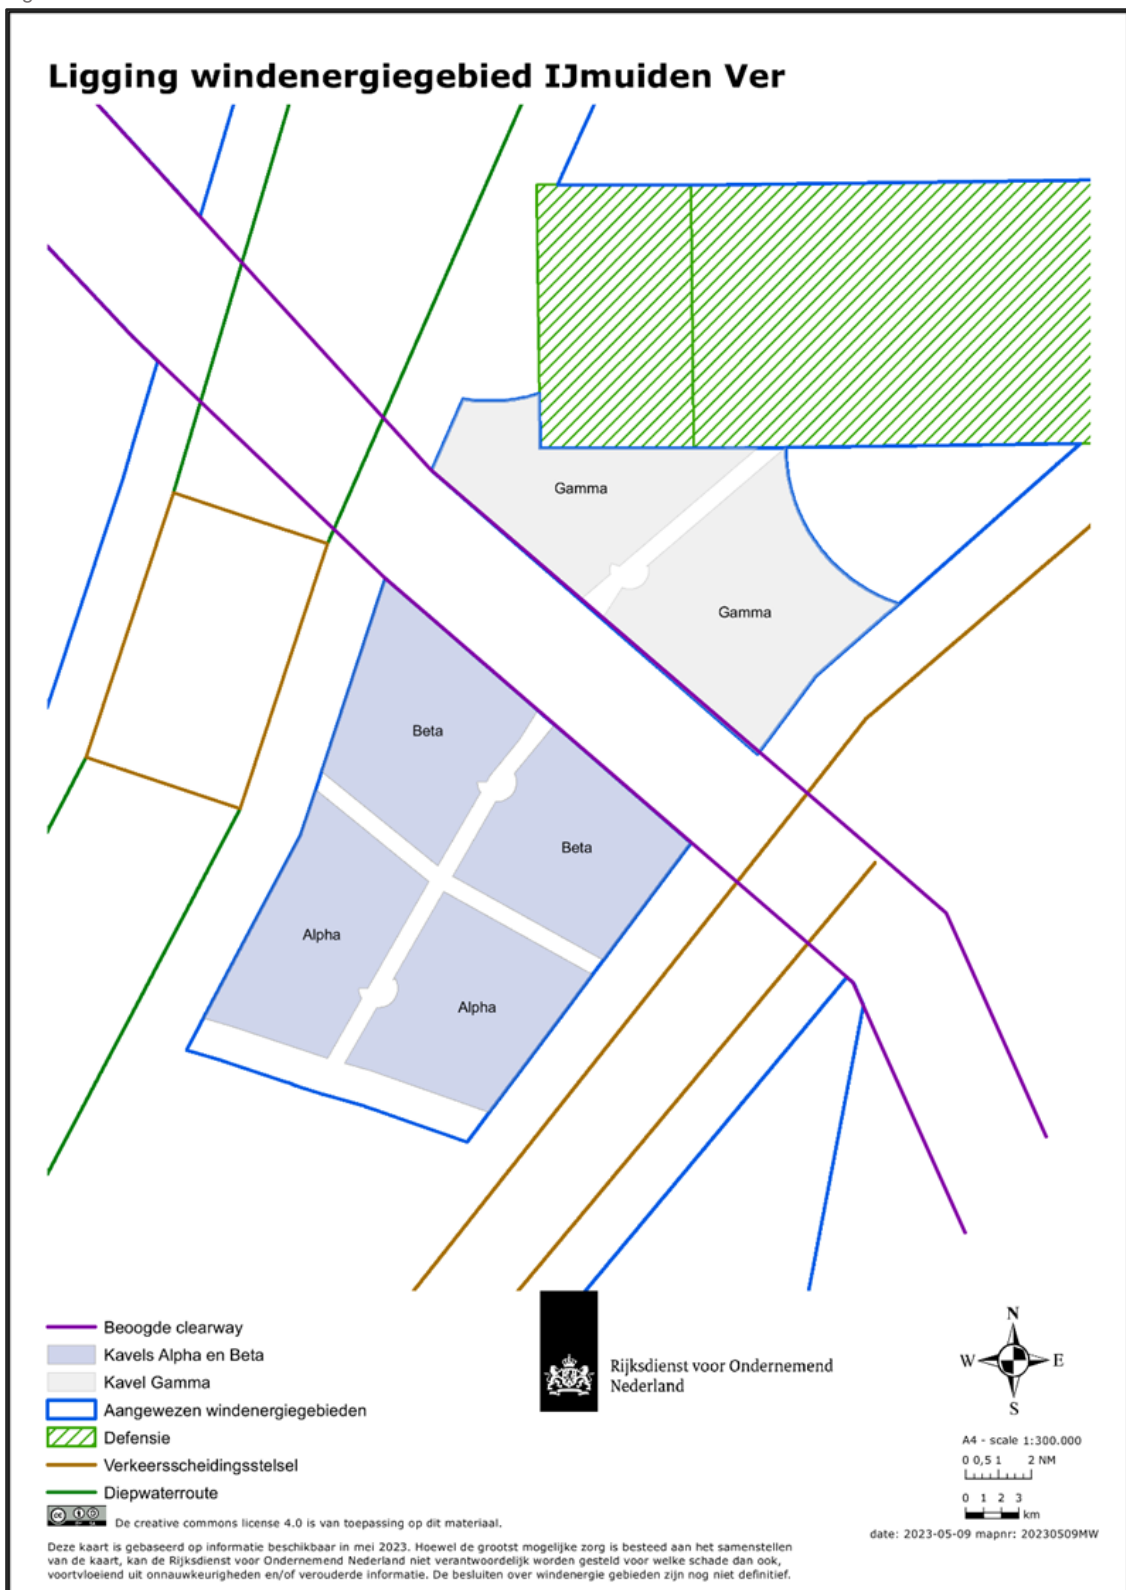 Ligging windenergiegebied IJmuiden Ver
Gamma
Gamma
Beta
Beta
Alpha
Alpha
Beoogde clearway
Kavels Alpha en Beta
Kavel Gamma
Aangewezen windenergiegebieden
Defensie
Verkeersscheidingsstelsel
Diepwaterroute
Rijksdienst voor Ondernemend
Nederland
N
W E
S
A4 - scale 1:300.000
0 0,5 1 2 NM
0 1 2 3
km
date: 2023-05-09 mapnr: 20230509MW
De creative commons license 4.0 is van toepassing op dit materiaal.
Deze kaart is gebaseerd op informatie beschikbaar in mei 2023. Hoewel de grootst mogelijke zorg is besteed aan het samenstellen
van de kaart, kan de Rijksdienst voor Ondernemend Nederland niet verantwoordelijk worden gesteld voor welke schade dan ook,
voortvloeiend uit onnauwkeurigheden en/of verouderde informatie. De besluiten over windenergie gebieden zijn nog niet definitief.